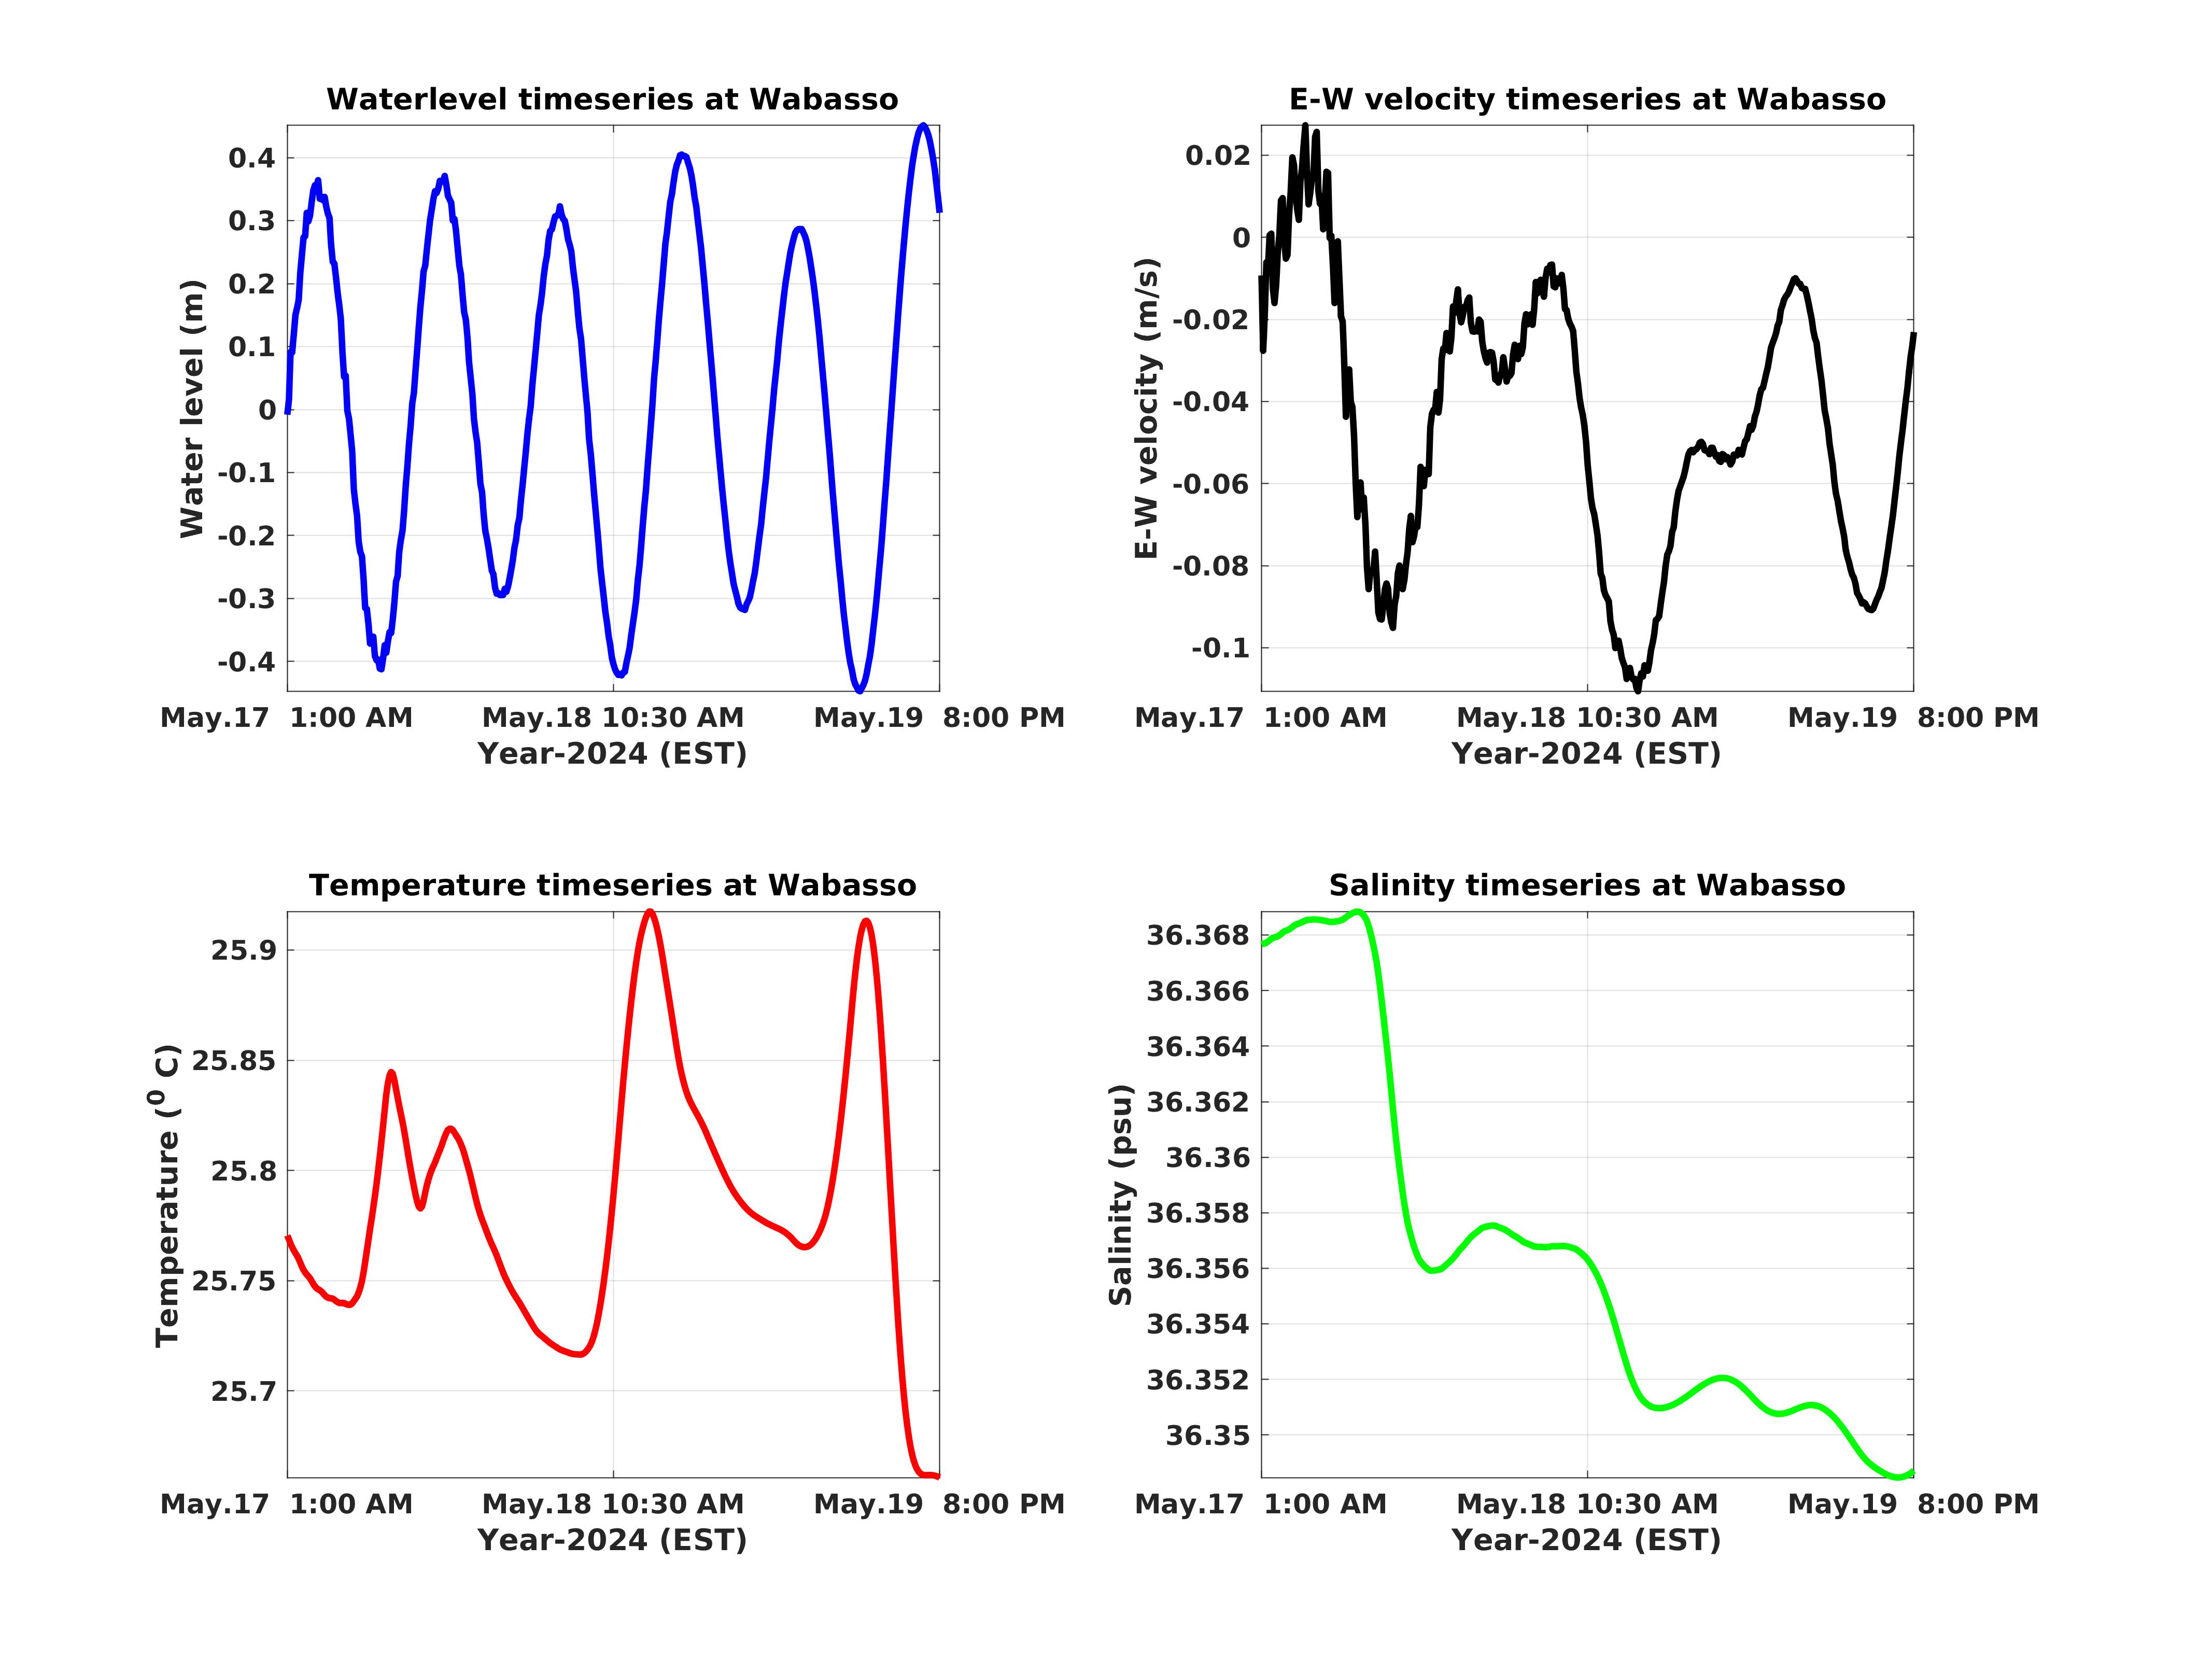 Waterlevel timeseries at Wabasso
0.4
0.3
0.2
0.1
0
-0.1
-0.2
-0.3
-0.4
Water level (m)
May.17 1:00 AM
May.18 10:30 AM
May.19 8:00 PM
Year-2024 (EST)
E-W velocity timeseries at Wabasso
0.02
0
-0.02
-0.04
-0.06
-0.08
-0.1
E-W velocity (m/s)
May.17 1:00 AM
May.18 10:30 AM
May.19 8:00 PM
Year-2024 (EST)
Temperature timeseries at Wabasso
25.9
25.85
25.8
25.75
25.7
Temperature (⁰ C)
May.17 1:00 AM
May.18 10:30 AM
May.19 8:00 PM
Year-2024 (EST)
Salinity timeseries at Wabasso
36.368
36.366
36.364
36.362
36.36
36.358
36.356
36.354
36.352
36.35
Salinity (psu)
May.17 1:00 AM
May.18 10:30 AM
May.19 8:00 PM
Year-2024 (EST)